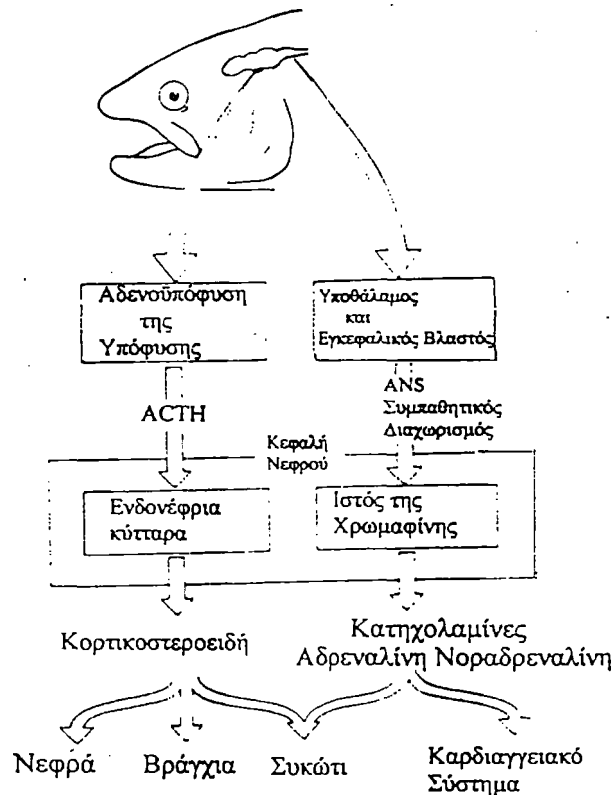 Αδενοϋπόφυση
της
Υπόφυσης
Υποθάλαμος
και
Εγκεφαλικός Βλαστός
ACTH
ANS
Συμπαθητικός
Διαχωρισμός
Κεφαλή
Νεφρού
Ενδονέφρια
κύτταρα
Ιστός της
Χρωμαφίνης
Κορτικοστεροειδή
Κατηχολαμίνες
Αδρεναλίνη Νοραδρεναλίνη
Νεφρά
Βράγχια
Συκώτι
Καρδιαγγειακό
Σύστημα